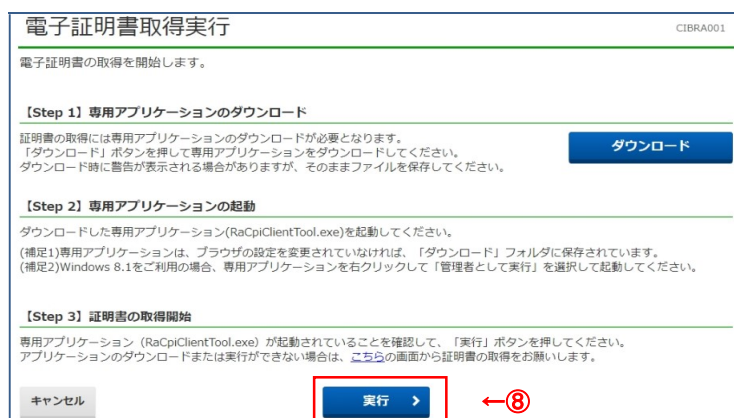 電子証明書取得実行
CIBRA001
電子証明書の取得を開始します。
【Step 1】専用アプリケーションのダウンロード
証明書の取得には専用アプリケーションのダウンロードが必要となります。
「ダウンロード」ボタンを押して専用アプリケーションをダウンロードしてください。
ダウンロード時に警告が表示される場合がありますが、そのままファイルを保存してください。
ダウンロード
【Step 2】専用アプリケーションの起動
ダウンロードした専用アプリケーション(RaCpiClientTool.exe)を起動してください。
(補足1)専用アプリケーションは、ブラウザの設定を変更されていなければ、「ダウンロード」フォルダに保存されています。
(補足2)Windows 8.1をご利用の場合、専用アプリケーションを右クリックして「管理者として実行」を選択して起動してください。
【Step 3】証明書の取得開始
専用アプリケーション（RaCpiClientTool.exe）が起動されていることを確認して、「実行」ボタンを押してください。
アプリケーションのダウンロードまたは実行ができない場合は、こちらの画面から証明書の取得をお願いします。
キャンセル
実行
←⑧